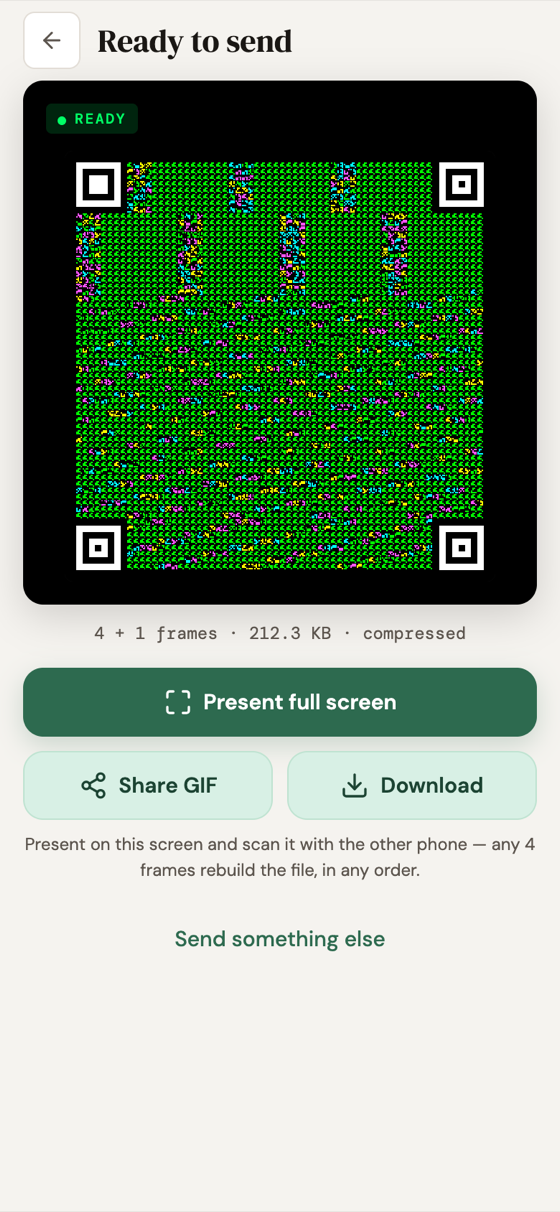 Ready to send
READY
4 + 1 frames · 212.3 KB · compressed
Present full screen
Share GIF
Download
Present on this screen and scan it with the other phone — any 4
frames rebuild the file, in any order.
Send something else